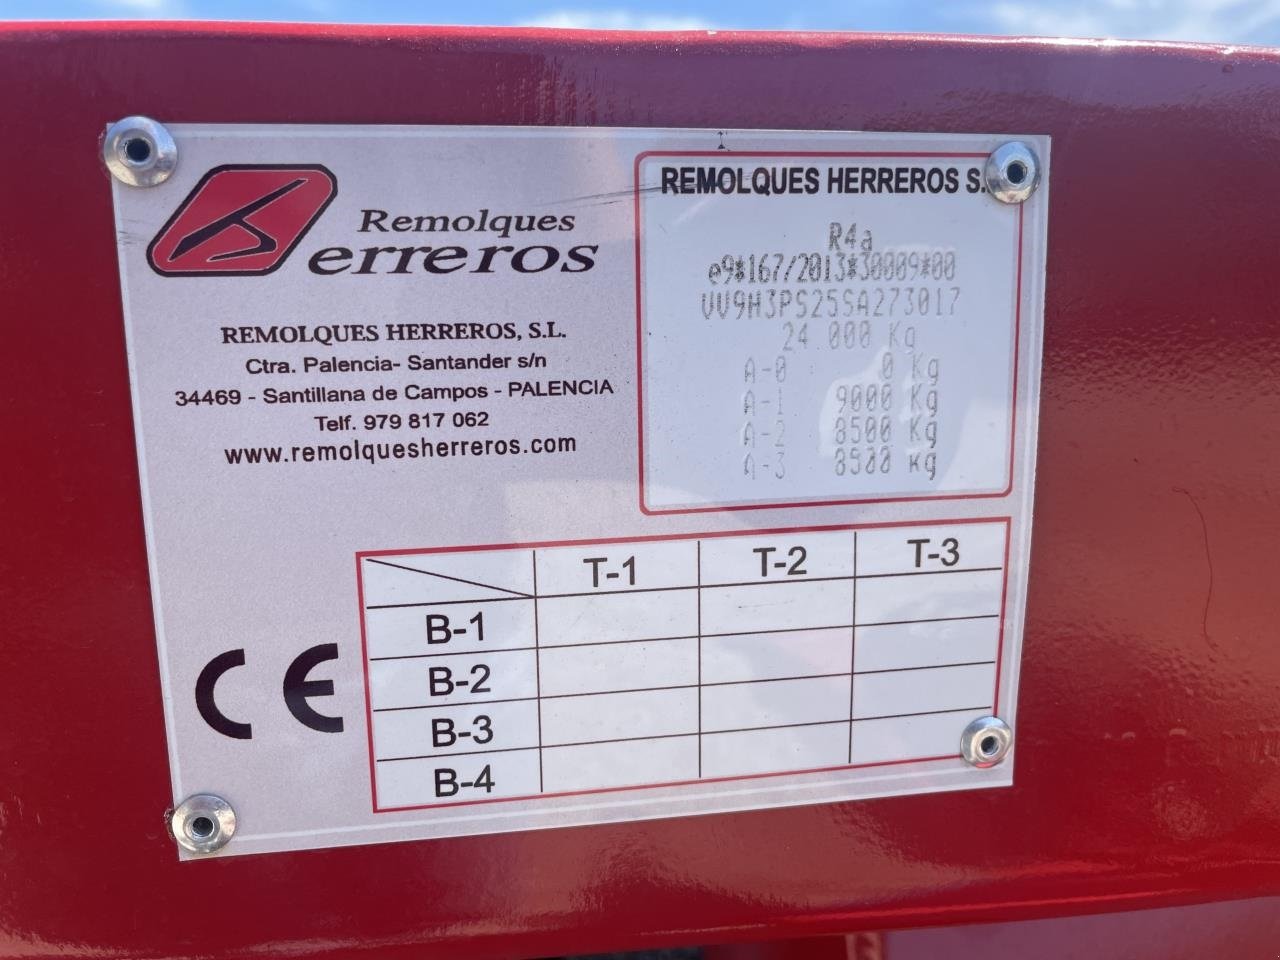 Remolques
erreros
REMOLQUES HERREROS, S.L.
Ctra. Palencia- Santander s/n
34469 - Santillana de Campos - PALENCIA
Telf. 979 817 062
www.remolquesherreros.com
REMOLQUES HERREROS S.
R4a
e9*167/2013*30009*00
VV9H3PS25SA273017
24.000 Kg
A-0 : 0 Kg
A-1 : 9000 Kg
A-2 : 8500 Kg
A-3 : 8500 Kg
T-1 T-2 T-3
B-1
B-2
B-3
B-4
CE